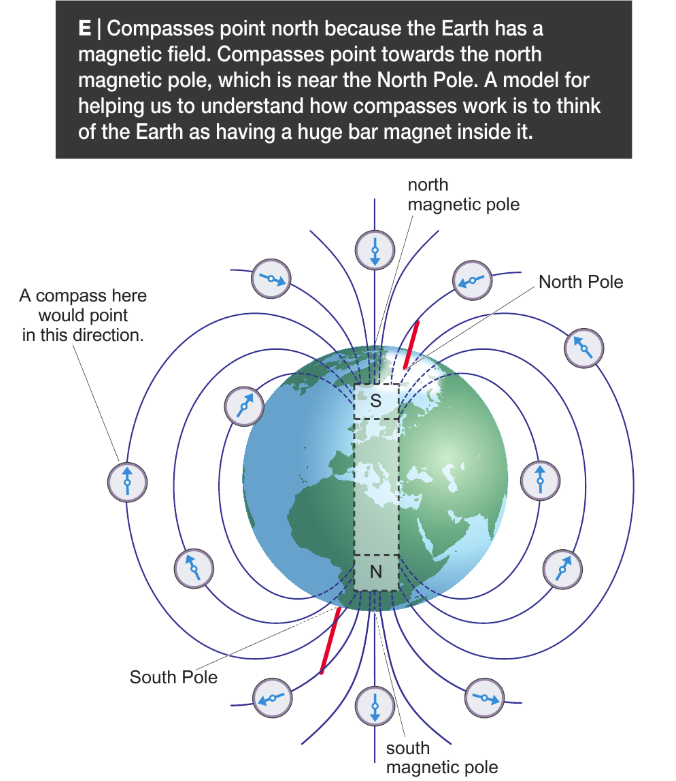 E | Compasses point north because the Earth has a
magnetic field. Compasses point towards the north
magnetic pole, which is near the North Pole. A model for
helping us to understand how compasses work is to think
of the Earth as having a huge bar magnet inside it.
north
magnetic pole
North Pole
A compass here
would point
in this direction.
S
N
South Pole
south
magnetic pole